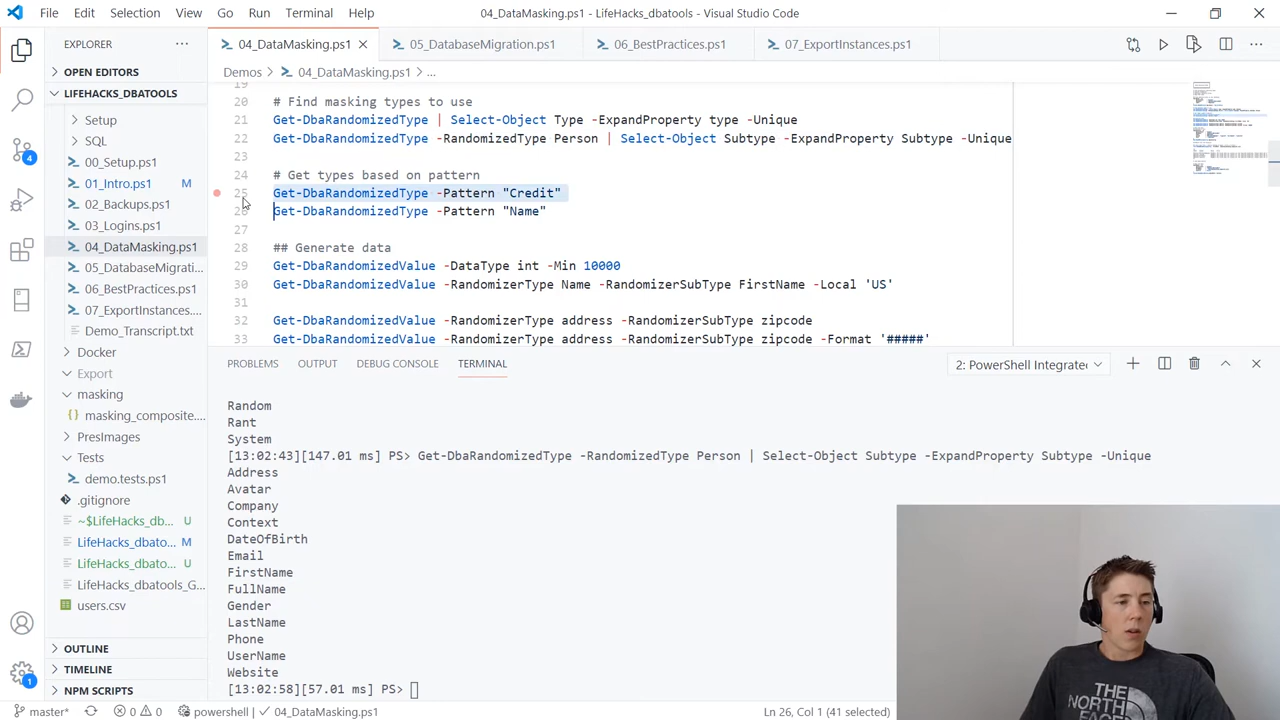 File Edit Selection View Go Run Terminal Help 04_DataMasking.ps1 - LifeHacks_dbatools - Visual Studio Code
EXPLORER
04_DataMasking.ps1
05_DatabaseMigration.ps1
06_BestPractices.ps1
07_ExportInstances.ps1
OPEN EDITORS
LIFEHACKS_DBATOOLS
Setup
SQL
00_Setup.ps1
01_Intro.ps1 M
02_Backups.ps1
03_Logins.ps1
04_DataMasking.ps1
05_DatabaseMigrati...
06_BestPractices.ps1
07_ExportInstances....
Demo_Transcript.txt
Docker
Export
masking
{} masking_composite....
PresImages
Tests
demo.tests.ps1
.gitignore
~$LifeHacks_db... U
LifeHacks_dbato... M
LifeHacks_dbato... U
LifeHacks_dbatools_G...
users.csv
OUTLINE
TIMELINE
NPM SCRIPTS
4
1
Demos > 04_DataMasking.ps1 > ...
19
20 # Find masking types to use
21 Get-DbaRandomizedType | Select-Object Type -ExpandProperty type -Unique
22 Get-DbaRandomizedType -RandomizedType Person | Select-Object Subtype -ExpandProperty Subtype -Unique
23
24 # Get types based on pattern
25 Get-DbaRandomizedType -Pattern "Credit"
26 Get-DbaRandomizedType -Pattern "Name"
27
28 ## Generate data
29 Get-DbaRandomizedValue -DataType int -Min 10000
30 Get-DbaRandomizedValue -RandomizerType Name -RandomizerSubType FirstName -Local 'US'
31
32 Get-DbaRandomizedValue -RandomizerType address -RandomizerSubType zipcode
33 Get-DbaRandomizedValue -RandomizerType address -RandomizerSubType zipcode -Format '#####'
PROBLEMS OUTPUT DEBUG CONSOLE TERMINAL 2: PowerShell Integrate
Random
Rant
System
[13:02:43][147.01 ms] PS> Get-DbaRandomizedType -RandomizedType Person | Select-Object Subtype -ExpandProperty Subtype -Unique
Address
Avatar
Company
Context
DateOfBirth
Email
FirstName
FullName
Gender
LastName
Phone
UserName
Website
[13:02:58][57.01 ms] PS>
THE
NORTH
FACE
master* 0 0 powershell 04_DataMasking.ps1 Ln 26, Col 1 (41 selected)